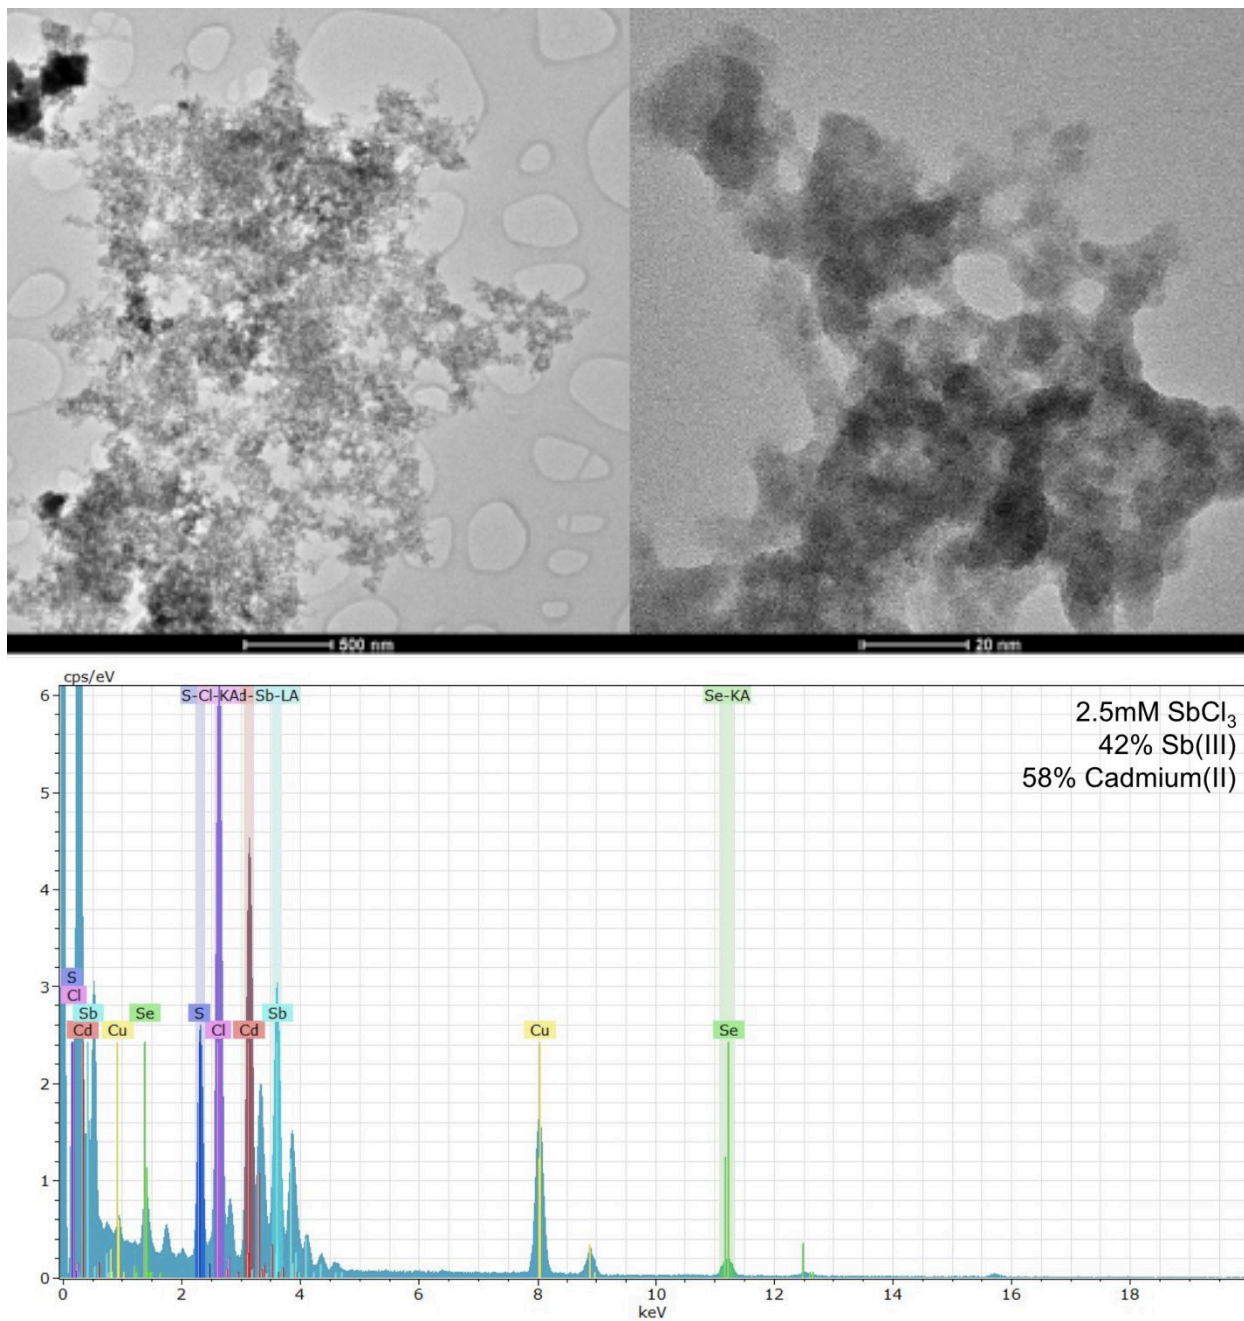 500 nm
20 nm
cps/eV
S-Cl-KAd-Sb-LA
Se-KA
2.5mM SbCl₃
42% Sb(III)
58% Cadmium(II)
6
5
4
3
2
1
0
S
Cl
Sb
Cd
Cu
Se
S
Cl
Cd
Sb
Cu
Se
0 2 4 6 8 10 12 14 16 18
keV